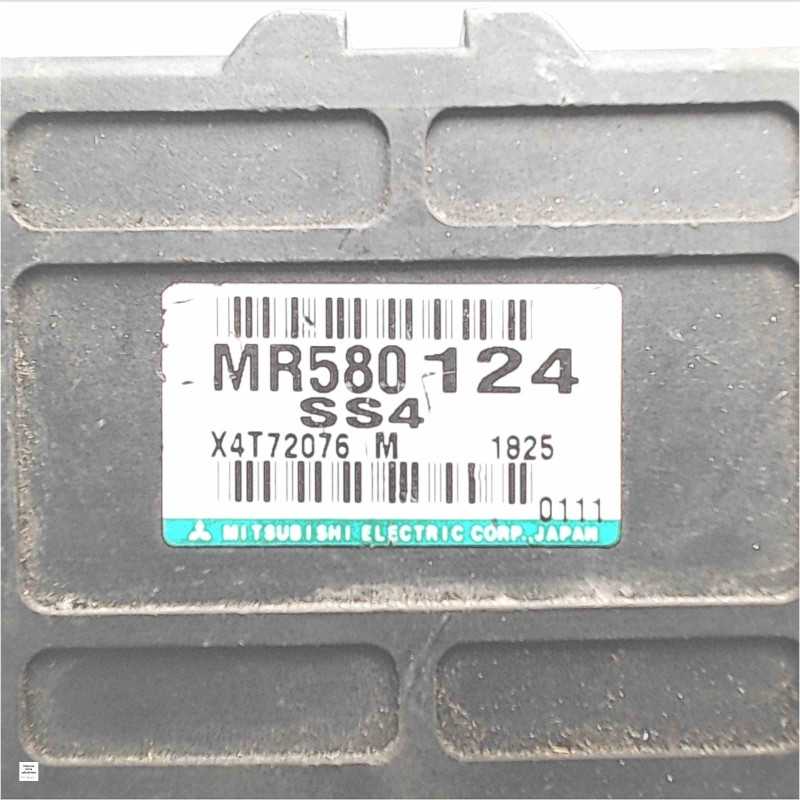 MR580 124
SS4
X4T72076 M 1825
0111
MITSUBISHI ELECTRIC CORP., JAPAN